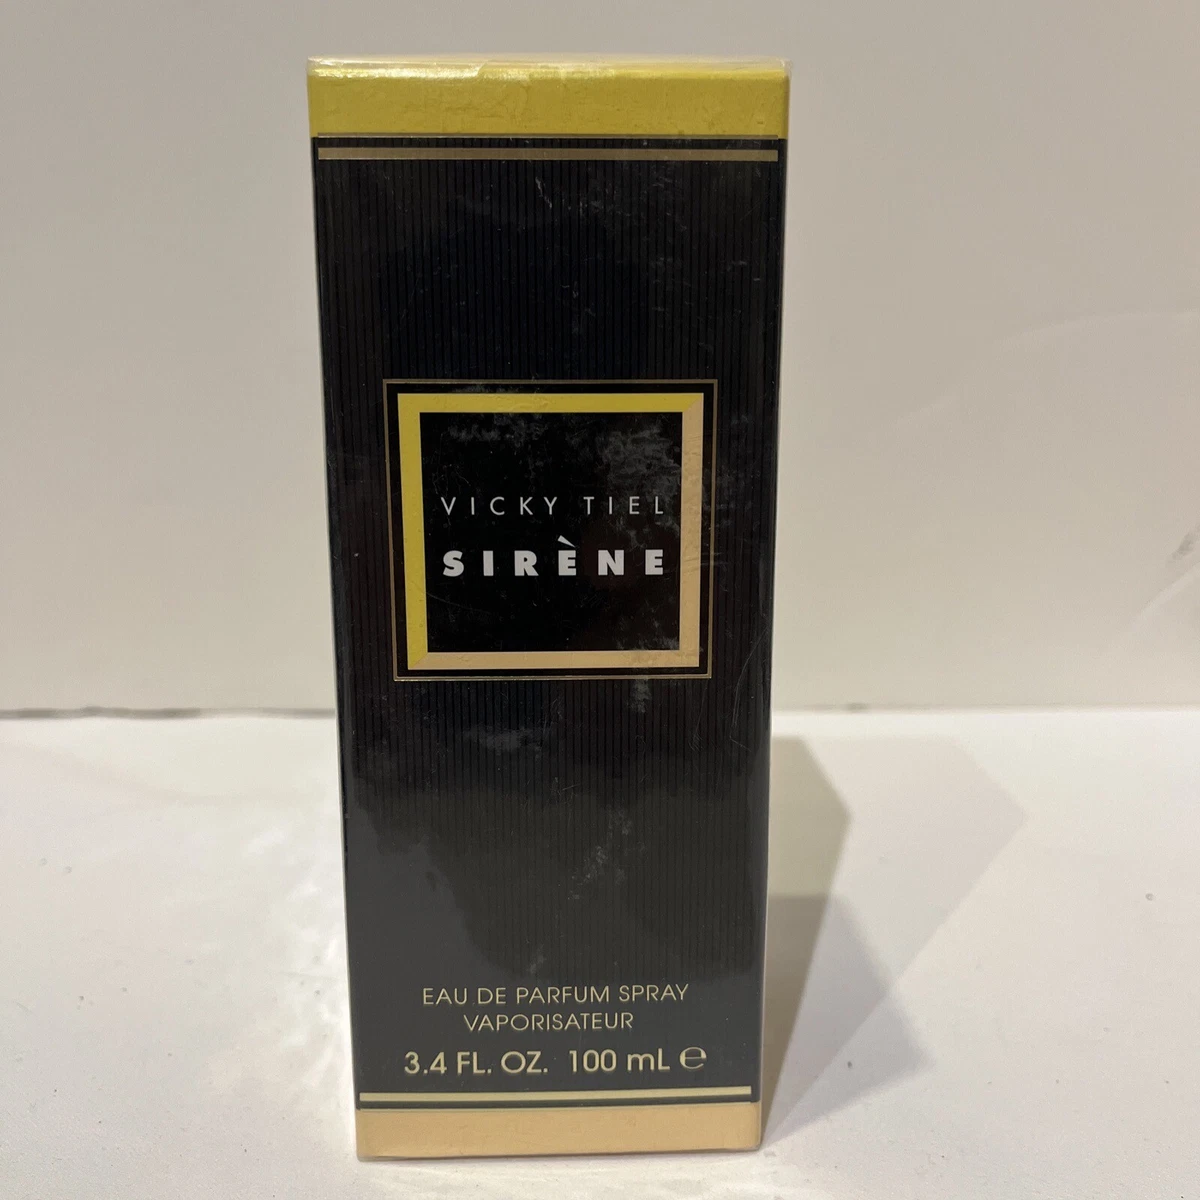 VICKY TIEL
SIRÈNE
EAU DE PARFUM SPRAY
VAPORISATEUR
3.4 FL. OZ. 100 mL ℮